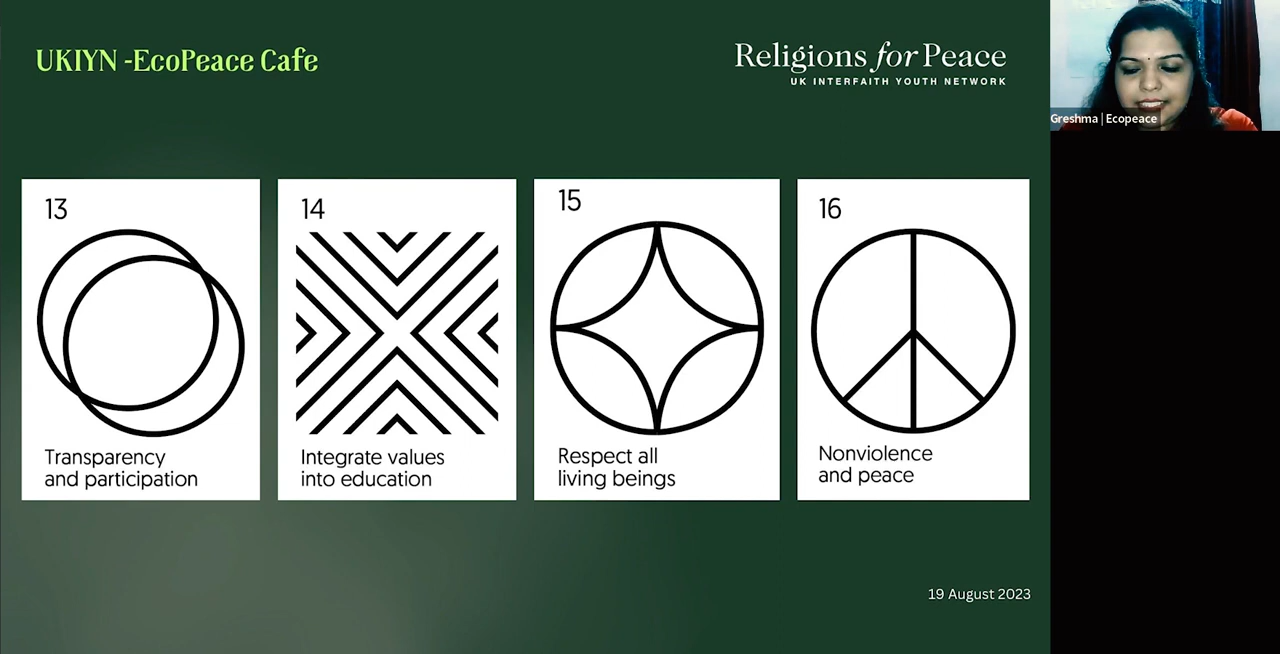 UKIYN -EcoPeace Cafe
Religions for Peace
UK INTERFAITH YOUTH NETWORK
Greshma | Ecopeace
13
Transparency
and participation
14
Integrate values
into education
15
Respect all
living beings
16
Nonviolence
and peace
19 August 2023